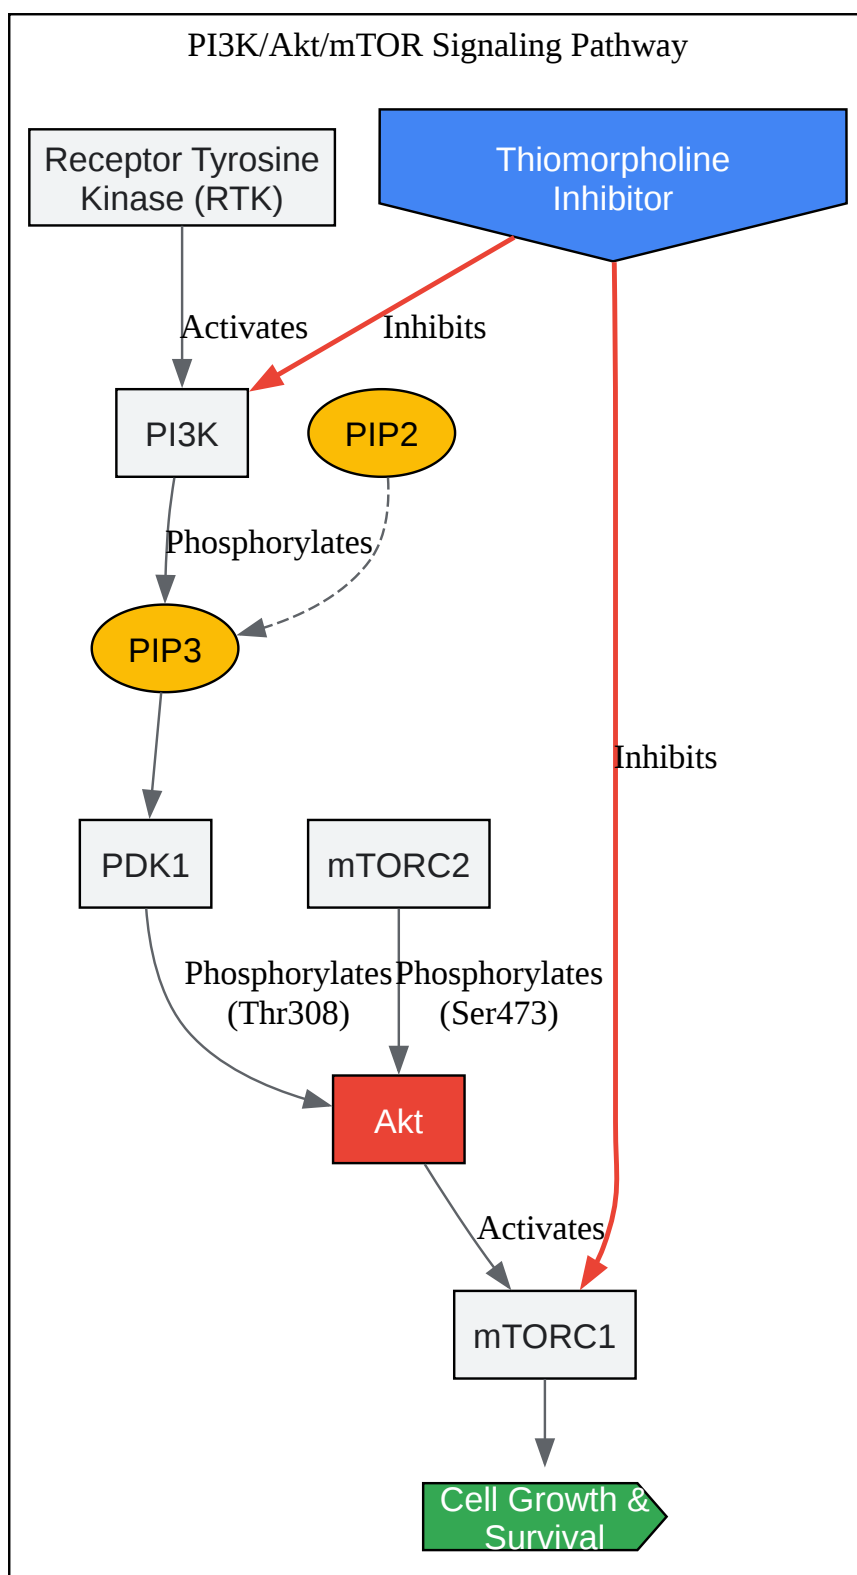 PI3K/Akt/mTOR Signaling Pathway
Receptor Tyrosine
Kinase (RTK)
Thiomorpholine
Inhibitor
Activates
Inhibits
PI3K
PIP2
Phosphorylates
PIP3
Inhibits
PDK1
mTORC2
Phosphorylates
(Thr308)
Phosphorylates
(Ser473)
Akt
Activates
mTORC1
Cell Growth &
Survival